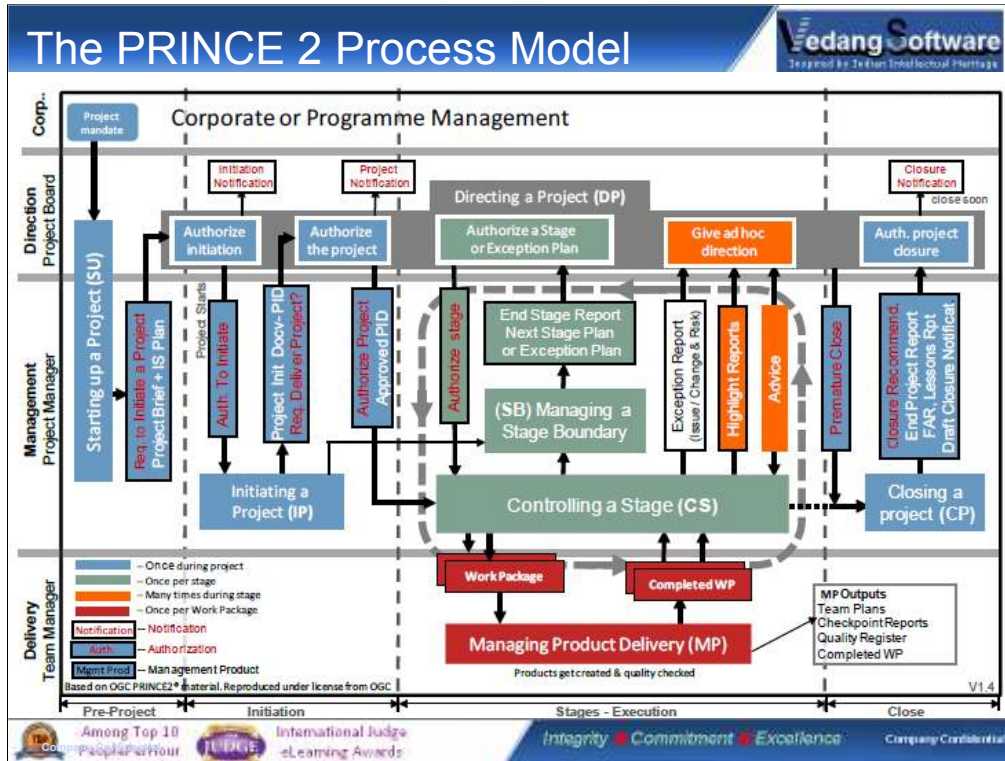 The PRINCE 2 Process Model
Vedang Software
Inspired by Indian Intellectual Heritage
Corp..
Project
mandate
Corporate or Programme Management
Direction
Project Board
Initiation
Notification
Project
Notification
Closure
Notification
close soon
Directing a Project (DP)
Authorize
initiation
Authorize
the project
Authorize a Stage
or Exception Plan
Give ad hoc
direction
Auth. project
closure
Management
Project Manager
Starting up a Project (SU)
Req. to Initiate a Project
Project Brief + IS Plan
Project Starts
Auth. To Initiate
Project Init Docv- PID
Req. Deliver Project?
Authorize Project
Approved PID
Authorize stage
End Stage Report
Next Stage Plan
or Exception Plan
(SB) Managing a
Stage Boundary
Exception Report
(Issue / Change & Risk)
Highlight Reports
Advice
Premature Close
Closure Recommend.
End Project Report
FAR, Lessons Rpt
Draft Closure Notificat.
Initiating a
Project (IP)
Controlling a Stage (CS)
Closing a
project (CP)
Delivery
Team Manager
– Once during project
– Once per stage
– Many times during stage
– Once per Work Package
Notification -- Notification
Auth. -- Authorization
Mgmt Prod -- Management Product
Based on OGC PRINCE2® material. Reproduced under license from OGC
Work Package
Completed WP
Managing Product Delivery (MP)
Products get created & quality checked
MP Outputs
Team Plans
Checkpoint Reports
Quality Register
Completed WP
V1.4
Pre-Project
Initiation
Stages - Execution
Close
Among Top 10
JUDGE
International Judge
eLearning Awards
Integrity Commitment Excellence
Company Confidential